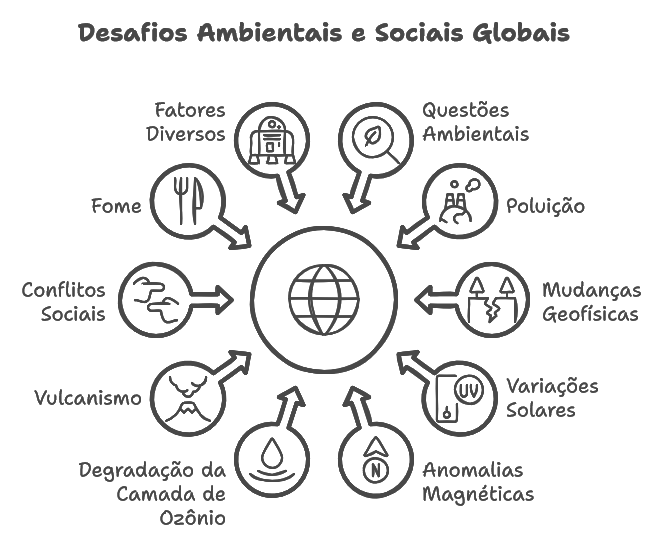 Desafios Ambientais e Sociais Globais
Fatores
Diversos
Questões
Ambientais
Fome
Poluição
Conflitos
Sociais
Mudanças
Geofísicas
Vulcanismo
Variações
Solares
UV
Degradação da
Camada de
Ozônio
Anomalias
Magnéticas
N